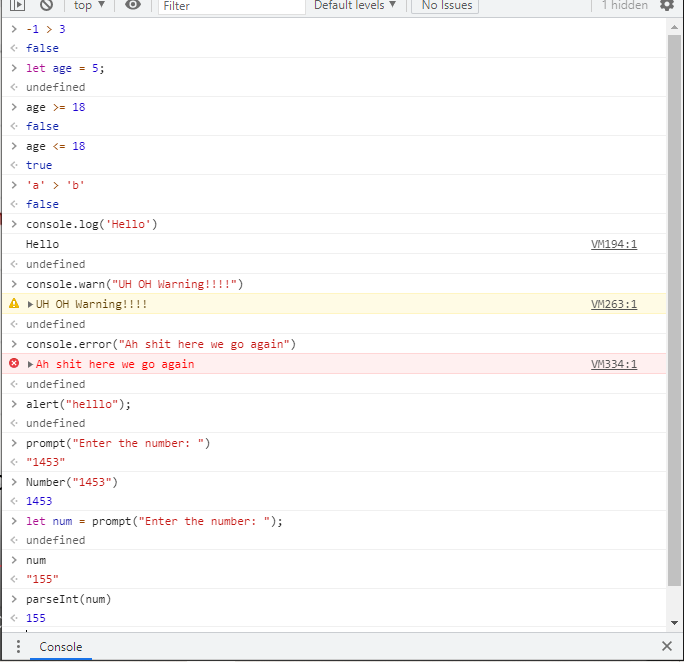 top ▼ Filter Default levels ▼ No Issues 1 hidden
> -1 > 3
< false
> let age = 5;
< undefined
> age >= 18
< false
> age <= 18
< true
> 'a' > 'b'
< false
> console.log('Hello')
Hello VM194:1
< undefined
> console.warn("UH OH Warning!!!!")
▶UH OH Warning!!!! VM263:1
< undefined
> console.error("Ah shit here we go again")
▶Ah shit here we go again VM334:1
< undefined
> alert("helllo");
< undefined
> prompt("Enter the number: ")
< "1453"
> Number("1453")
< 1453
> let num = prompt("Enter the number: ");
< undefined
> num
< "155"
> parseInt(num)
< 155
Console